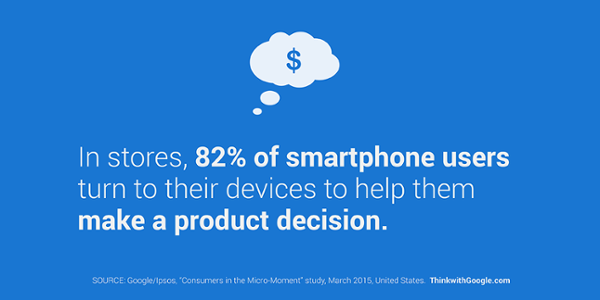 $
In stores, 82% of smartphone users
turn to their devices to help them
make a product decision.
SOURCE: Google/Ipsos, "Consumers in the Micro-Moment" study, March 2015, United States. ThinkwithGoogle.com